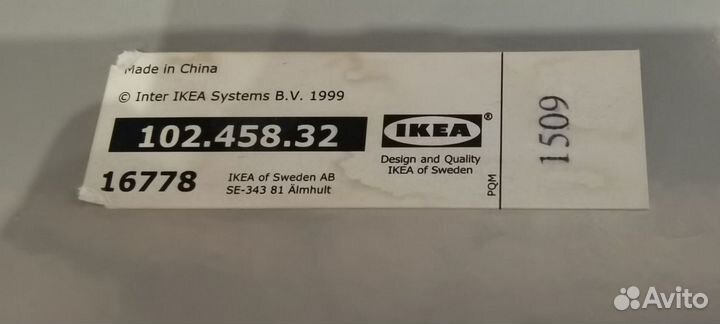 Made in China
© Inter IKEA Systems B.V. 1999
102.458.32
16778
IKEA of Sweden AB
SE-343 81 Älmhult
IKEA®
Design and Quality
IKEA of Sweden
PQM
1509
Avito